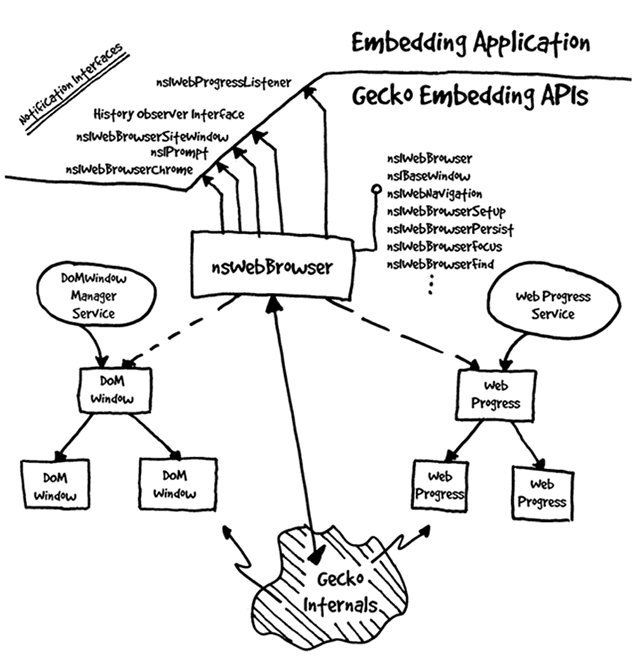 Embedding Application
Notification Interfaces
Gecko Embedding APIs
nsIWebProgressListener
History observer Interface
nsIWebBrowserSiteWindow
nsIPrompt
nsIWebBrowserChrome
nsIWebBrowser
nsIBaseWindow
nsIWebNavigation
nsIWebBrowserSetup
nsIWebBrowserPersist
nsIWebBrowserFocus
nsIWebBrowserFind
nsWebBrowser
DOMWindow
Manager
Service
Web Progress
Service
DOM
Window
Web
Progress
DOM
Window
DOM
Window
Web
Progress
Web
Progress
Gecko
Internals